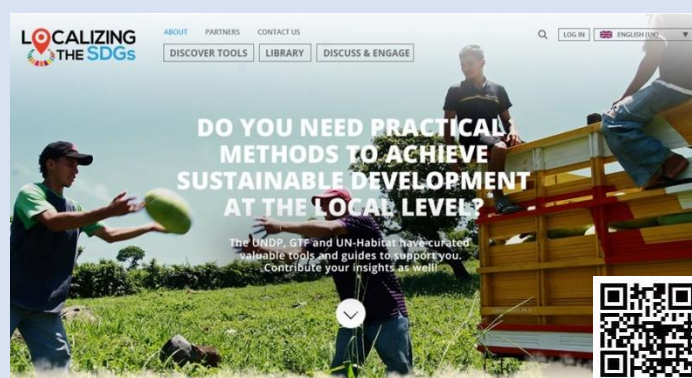 LOCALIZING
THE SDGs
ABOUT PARTNERS CONTACT US
LOG IN ENGLISH (UK)
DISCOVER TOOLS LIBRARY DISCUSS & ENGAGE
DO YOU NEED PRACTICAL
METHODS TO ACHIEVE
SUSTAINABLE DEVELOPMENT
AT THE LOCAL LEVEL?
The UNDP, GTF and UN-Habitat have curated
valuable tools and guides to support you.
Contribute your insights as well!